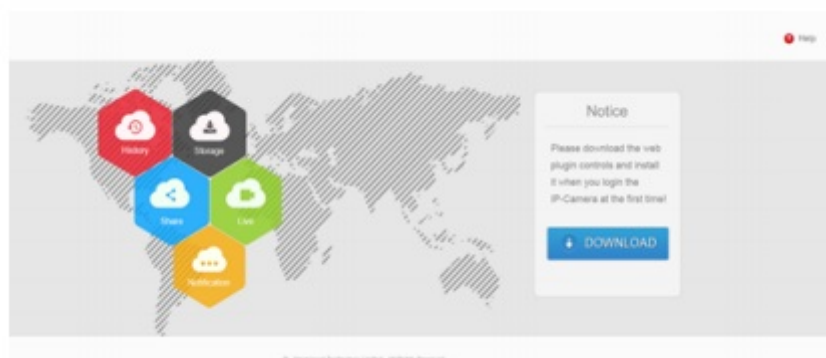 Help
History
Storage
Share
Live
Notification
Notice
Please download the web
plugin controls and install
it when you login the
IP-Camera at the first time!
DOWNLOAD